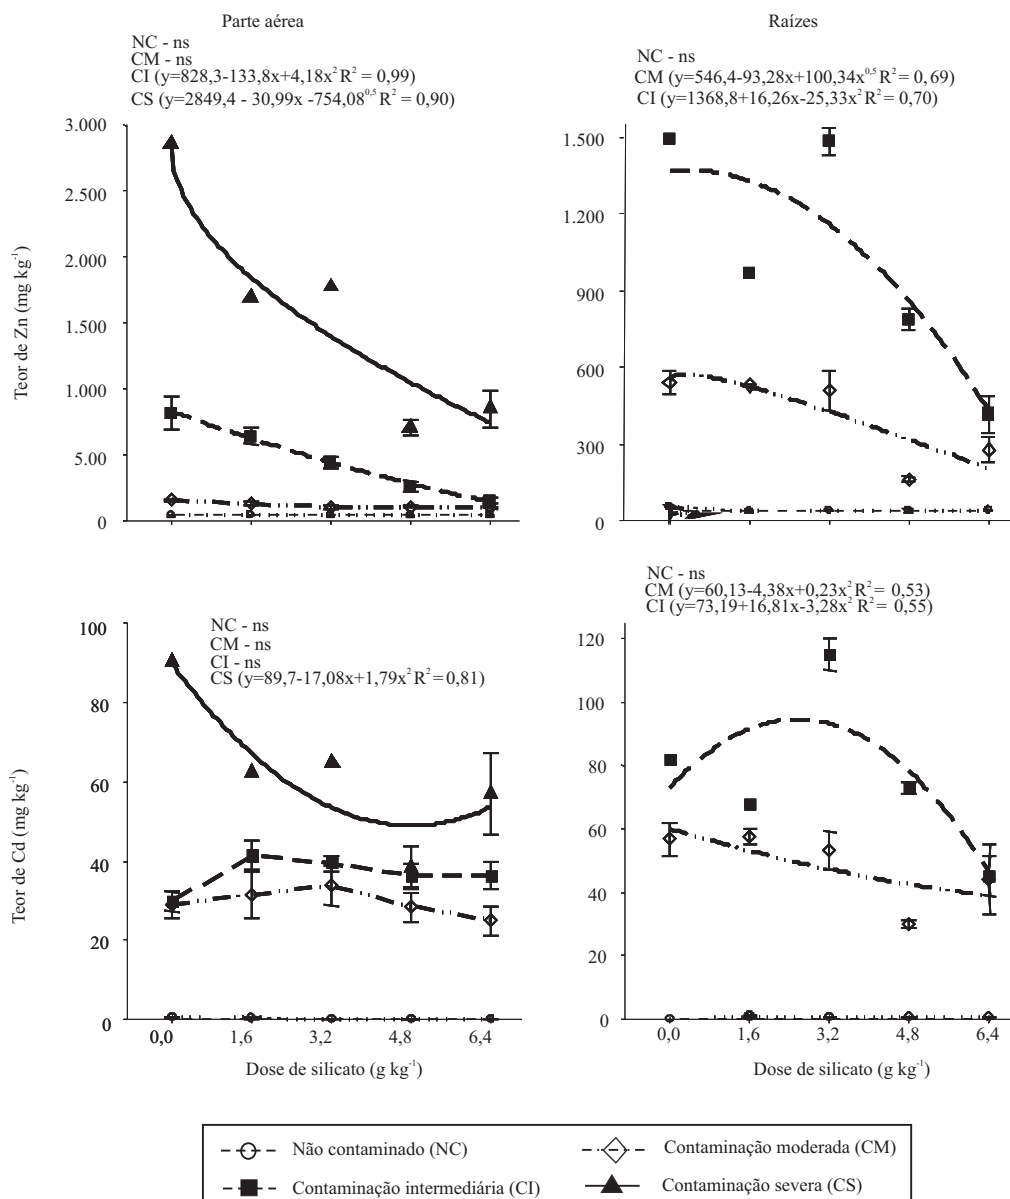 Parte aérea
NC - ns
CM - ns
CI (y=828,3-133,8x+4,18x² R² = 0,99)
CS (y=2849,4 - 30,99x -754,08⁰,⁵ R² = 0,90)
3.000
2.500
2.000
1.500
1.000
5.00
0
Teor de Zn (mg kg⁻¹)
Raízes
NC - ns
CM (y=546,4-93,28x+100,34x⁰,⁵ R² = 0, 69)
CI (y=1368,8+16,26x-25,33x² R² = 0,70)
1.500
1.200
900
600
300
0
NC - ns
CM - ns
CI - ns
CS (y=89,7-17,08x+1,79x² R² = 0,81)
100
80
60
40
20
0
Teor de Cd (mg kg⁻¹)
0,0 1,6 3,2 4,8 6,4
Dose de silicato (g kg⁻¹)
NC - ns
CM (y=60,13-4,38x+0,23x² R² = 0,53)
CI (y=73,19+16,81x-3,28x² R² = 0,55)
120
100
80
60
40
20
0
0,0 1,6 3,2 4,8 6,4
Dose de silicato (g kg⁻¹)
Não contaminado (NC)
Contaminação moderada (CM)
Contaminação intermediária (CI)
Contaminação severa (CS)